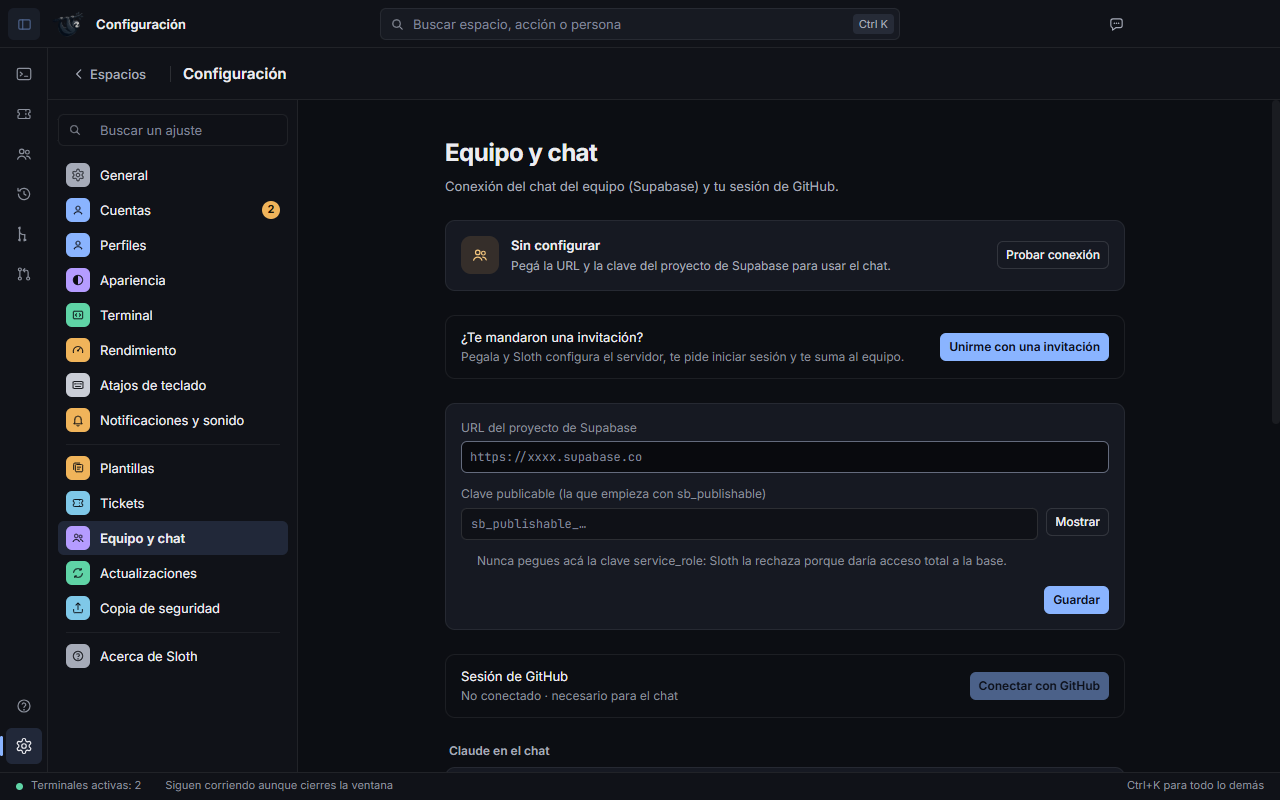 Configuración
Buscar espacio, acción o persona
Ctrl K
Espacios
Configuración
Buscar un ajuste
General
Cuentas
2
Perfiles
Apariencia
Terminal
Rendimiento
Atajos de teclado
Notificaciones y sonido
Plantillas
Tickets
Equipo y chat
Actualizaciones
Copia de seguridad
Acerca de Sloth
Equipo y chat
Conexión del chat del equipo (Supabase) y tu sesión de GitHub.
Sin configurar
Pegá la URL y la clave del proyecto de Supabase para usar el chat.
Probar conexión
¿Te mandaron una invitación?
Pegala y Sloth configura el servidor, te pide iniciar sesión y te suma al equipo.
Unirme con una invitación
URL del proyecto de Supabase
https://xxxx.supabase.co
Clave publicable (la que empieza con sb_publishable)
sb_publishable_…
Mostrar
Nunca pegues acá la clave service_role: Sloth la rechaza porque daría acceso total a la base.
Guardar
Sesión de GitHub
No conectado · necesario para el chat
Conectar con GitHub
Claude en el chat
Terminales activas: 2
Siguen corriendo aunque cierres la ventana
Ctrl+K para todo lo demás